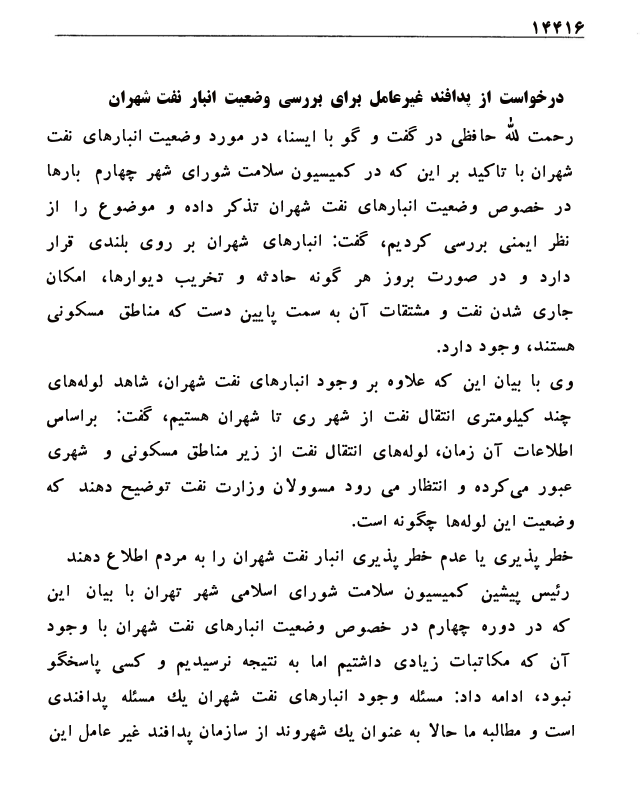 ۱۴۴۱۶
درخواست از پدافند غیرعامل برای بررسی وضعیت انبار نفت شهران
رحمت لله حافظی در گفت و گو با ایسنا، در مورد وضعیت انبارهای نفت
شهران با تاکید بر این که در کمیسیون سلامت شورای شهر چهارم بارها
در خصوص وضعیت انبارهای نفت شهران تذکر داده و موضوع را از
نظر ایمنی بررسی کردیم، گفت: انبارهای شهران بر روی بلندی قرار
دارد و در صورت بروز هر گونه حادثه و تخریب دیوارها، امکان
جاری شدن نفت و مشتقات آن به سمت پایین دست که مناطق مسکونی
هستند، وجود دارد.
وی با بیان این که علاوه بر وجود انبارهای نفت شهران، شاهد لوله‌های
چند کیلومتری انتقال نفت از شهر ری تا شهران هستیم، گفت: براساس
اطلاعات آن زمان، لوله‌های انتقال نفت از زیر مناطق مسکونی و شهری
عبور می‌کرده و انتظار می رود مسوولان وزارت نفت توضیح دهند که
وضعیت این لوله‌ها چگونه است.
خطر پذیری یا عدم خطر پذیری انبار نفت شهران را به مردم اطلاع دهند
رئیس پیشین کمیسیون سلامت شورای اسلامی شهر تهران با بیان این
که در دوره چهارم در خصوص وضعیت انبارهای نفت شهران با وجود
آن که مکاتبات زیادی داشتیم اما به نتیجه نرسیدیم و کسی پاسخگو
نبود، ادامه داد: مسئله وجود انبارهای نفت شهران یك مسئله پدافندی
است و مطالبه ما حالا به عنوان یك شهروند از سازمان پدافند غیر عامل این